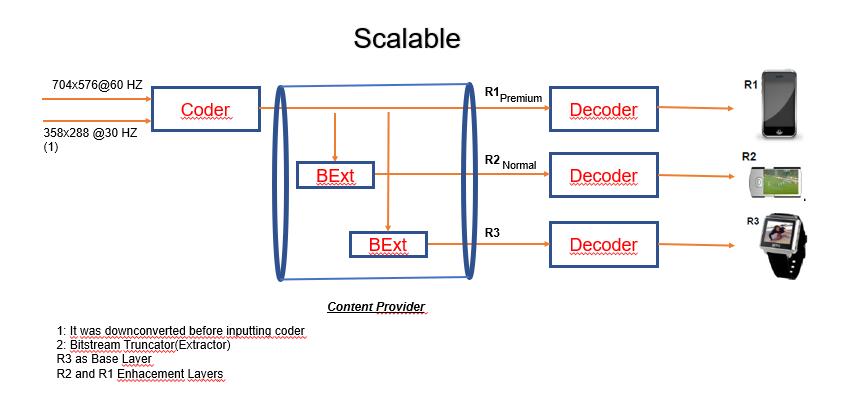 Scalable
704x576@60 HZ
358x288 @30 HZ
(1)
Coder
R1 Premium
Decoder
R1
BExt
R2 Normal
Decoder
R2
BExt
R3
Decoder
R3
Content Provider
1: It was downconverted before inputting coder
2: Bitstream Truncator(Extractor)
R3 as Base Layer
R2 and R1 Enhacement Layers